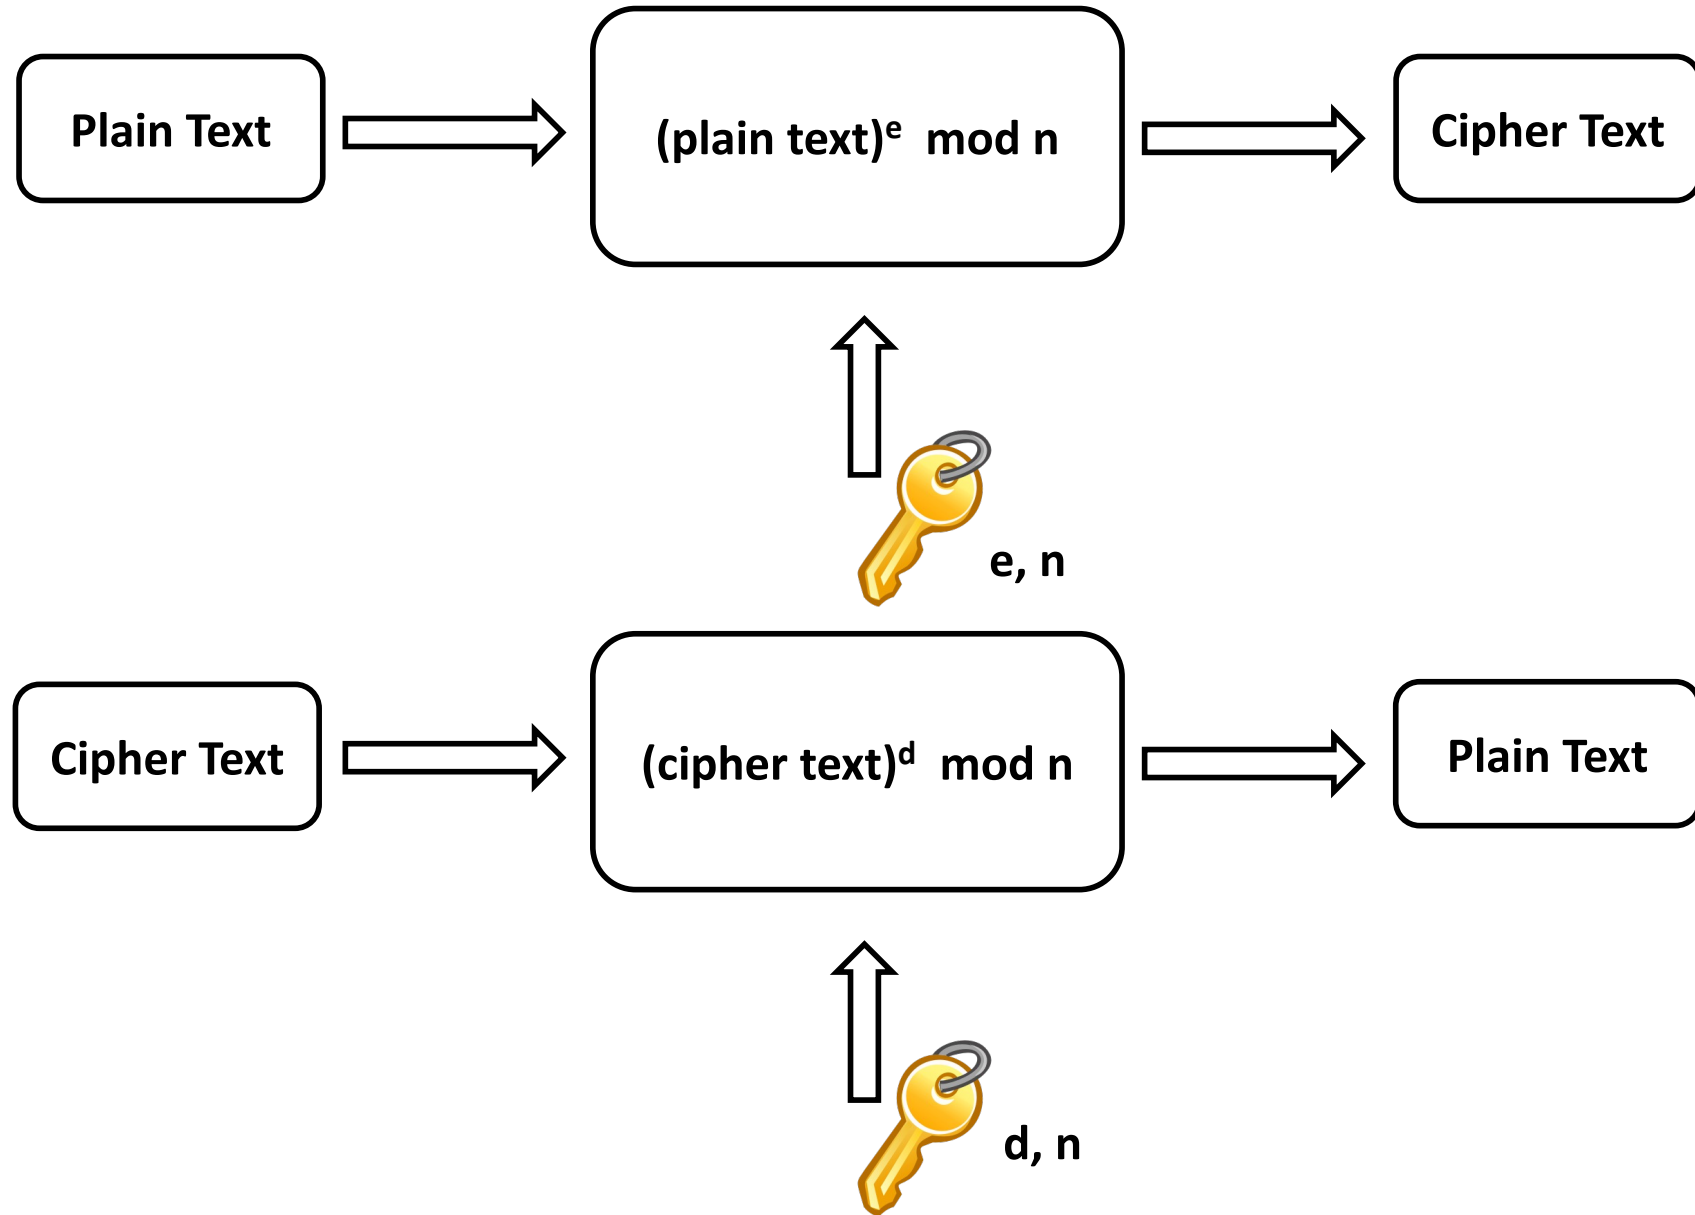 Plain Text
(plain text)^e mod n
Cipher Text
e, n
Cipher Text
(cipher text)^d mod n
Plain Text
d, n